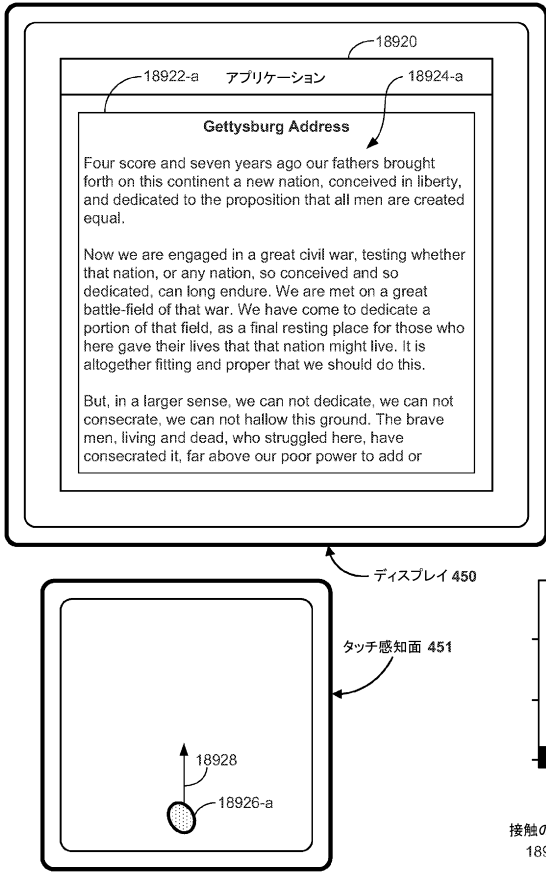 18920
18922-a アプリケーション 18924-a
Gettysburg Address
Four score and seven years ago our fathers brought
forth on this continent a new nation, conceived in liberty,
and dedicated to the proposition that all men are created
equal.
Now we are engaged in a great civil war, testing whether
that nation, or any nation, so conceived and so
dedicated, can long endure. We are met on a great
battle-field of that war. We have come to dedicate a
portion of that field, as a final resting place for those who
here gave their lives that that nation might live. It is
altogether fitting and proper that we should do this.
But, in a larger sense, we can not dedicate, we can not
consecrate, we can not hallow this ground. The brave
men, living and dead, who struggled here, have
consecrated it, far above our poor power to add or
ディスプレイ 450
タッチ感知面 451
18928
18926-a
接触の